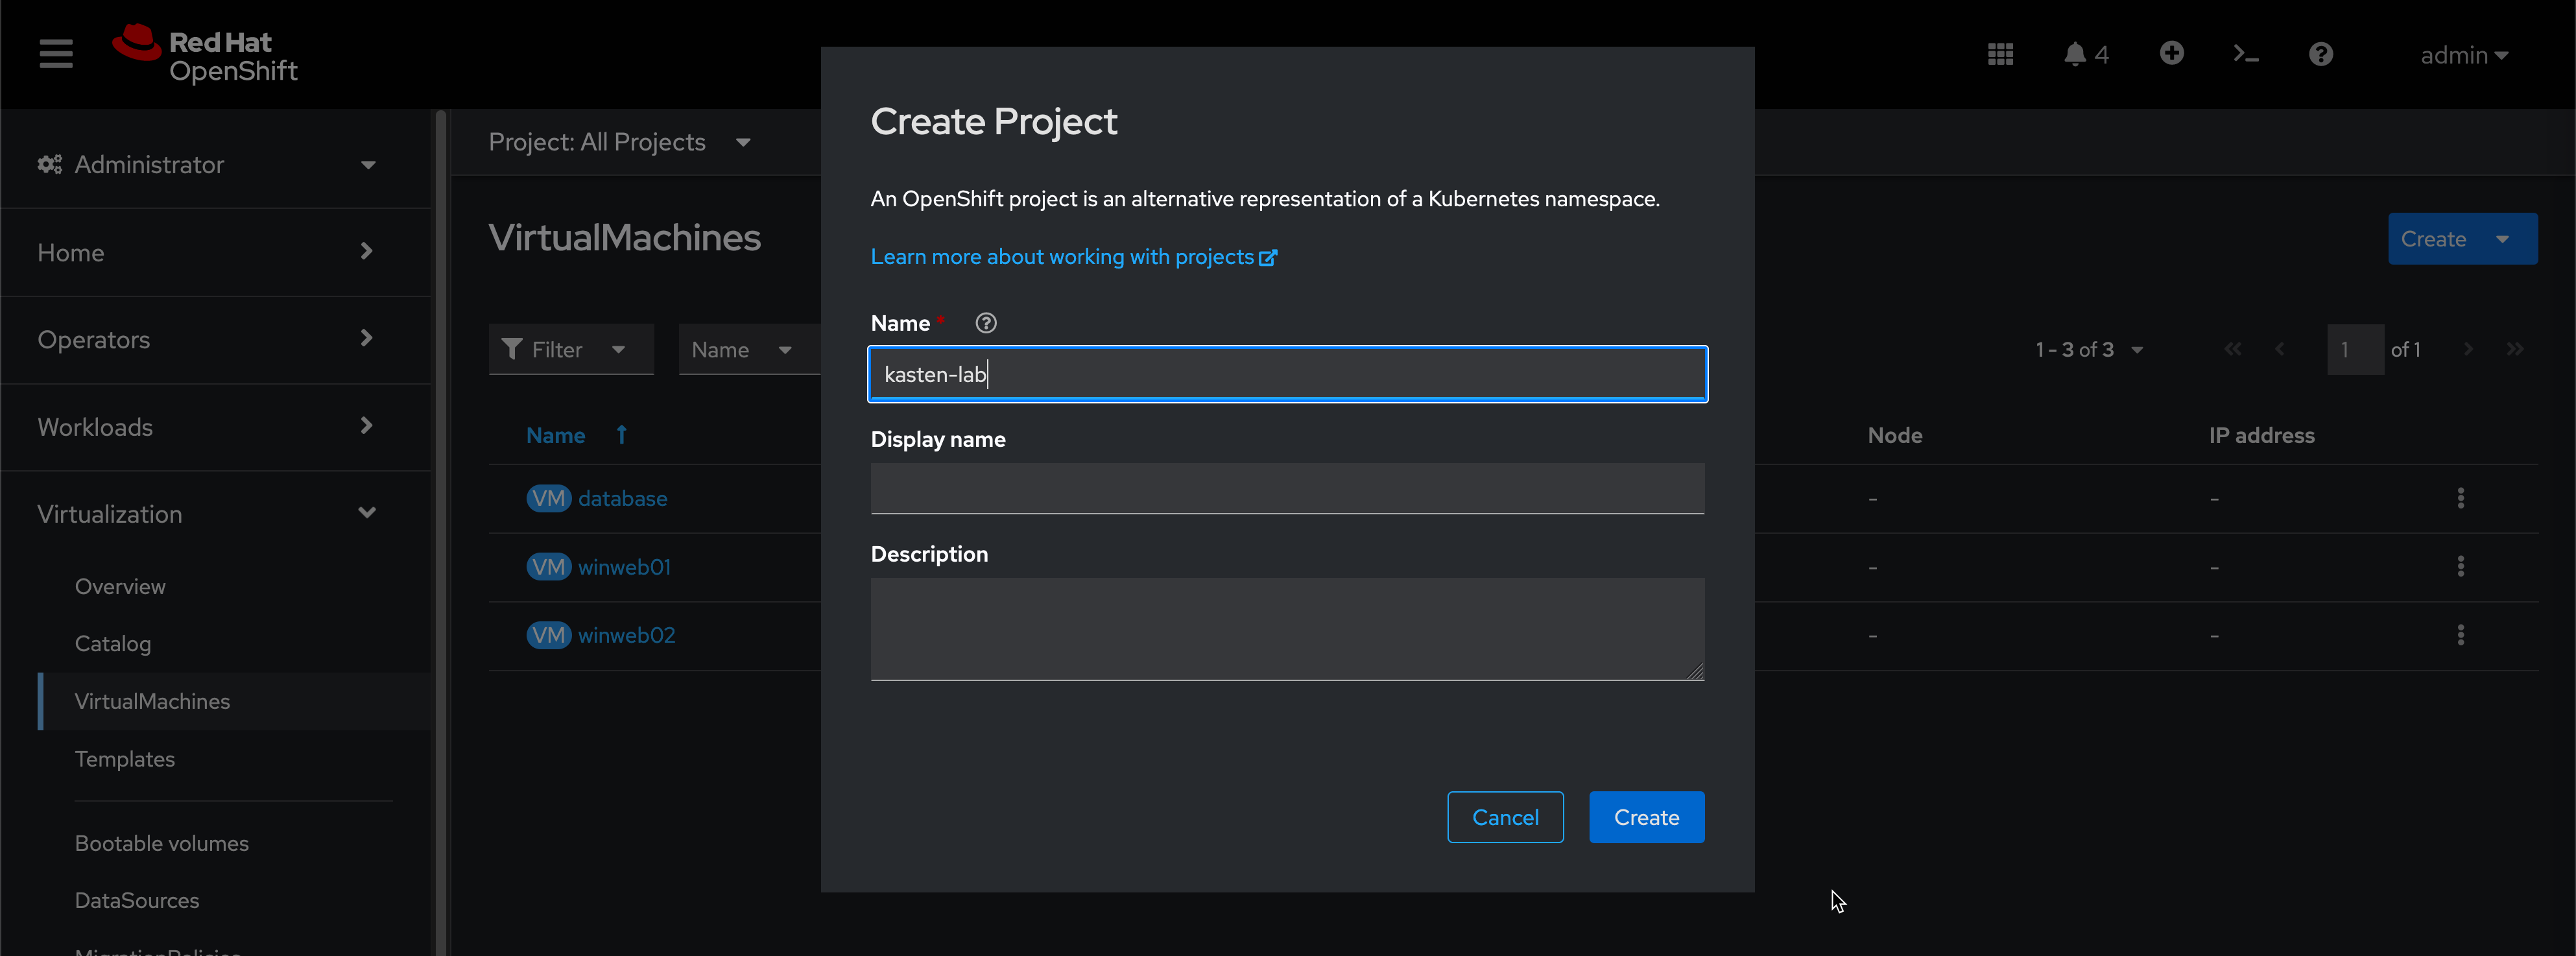 Red Hat
OpenShift
4
admin
Administrator
Home
Operators
Workloads
Virtualization
Overview
Catalog
VirtualMachines
Templates
Bootable volumes
DataSources
MigrationPolicies
Project: All Projects
VirtualMachines
Create
Filter
Name
1 - 3 of 3
1 of 1
Name
Node
IP address
VM database
- -
VM winweb01
- -
VM winweb02
- -
Create Project
An OpenShift project is an alternative representation of a Kubernetes namespace.
Learn more about working with projects
Name *
kasten-lab
Display name
Description
Cancel
Create